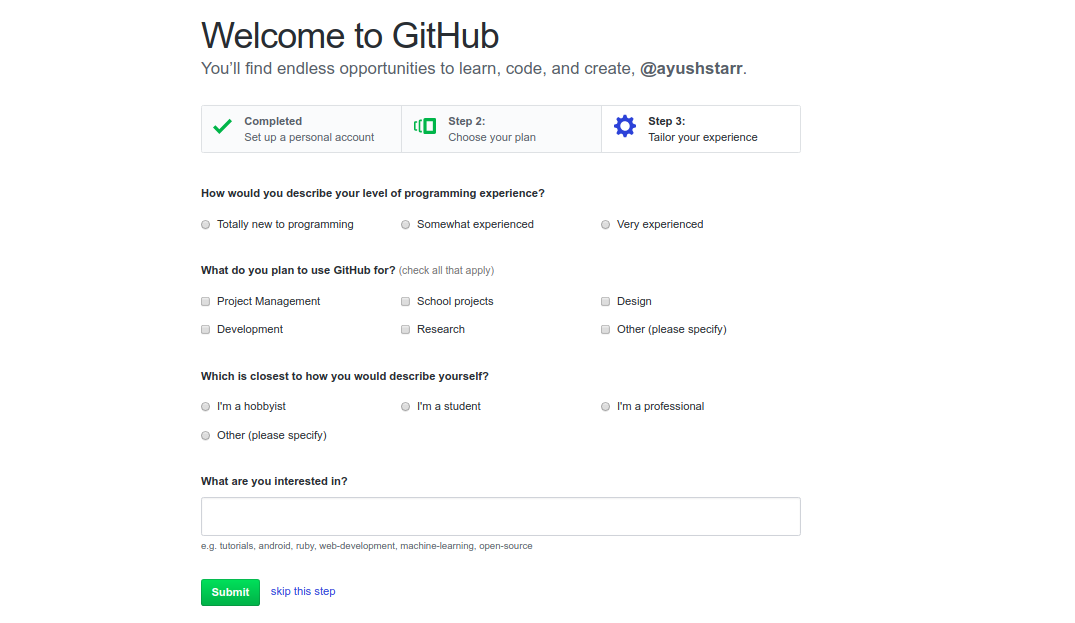 Welcome to GitHub
You’ll find endless opportunities to learn, code, and create, @ayushstarr.
Completed
Set up a personal account
Step 2:
Choose your plan
Step 3:
Tailor your experience
How would you describe your level of programming experience?
Totally new to programming
Somewhat experienced
Very experienced
What do you plan to use GitHub for? (check all that apply)
Project Management
School projects
Design
Development
Research
Other (please specify)
Which is closest to how you would describe yourself?
I'm a hobbyist
I'm a student
I'm a professional
Other (please specify)
What are you interested in?
e.g. tutorials, android, ruby, web-development, machine-learning, open-source
Submit
skip this step